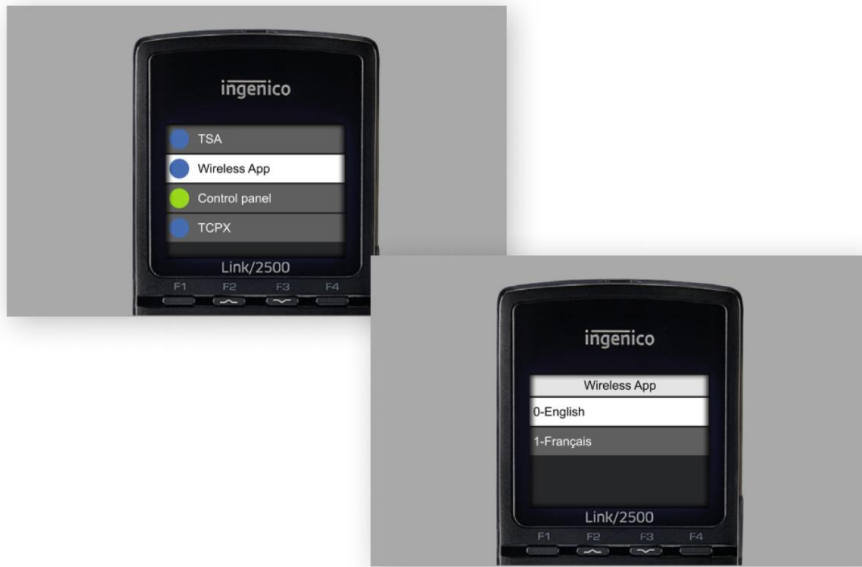 ingenico
TSA
Wireless App
Control panel
TCPX
Link/2500
F1 F2 F3 F4
ingenico
Wireless App
0-English
1-Français
Link/2500
F1 F2 F3 F4